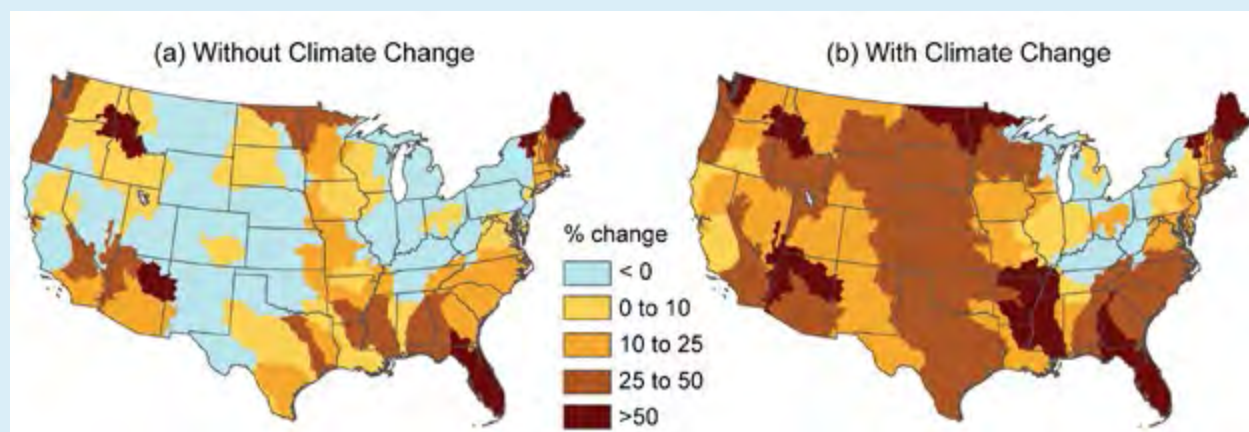 (a) Without Climate Change
(b) With Climate Change
% change
< 0
0 to 10
10 to 25
25 to 50
>50